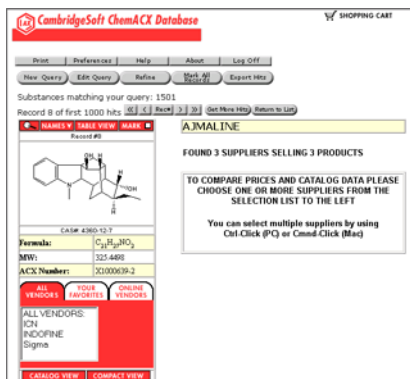 CambridgeSoft ChemACX Database
SHOPPING CART
Print Preferences Help About Log Off
New Query Edit Query Refine Mark All Records Export Hits
Substances matching your query: 1501
Record 8 of first 1000 hits Rec# Get More Hits Return to List
NAMES TABLE VIEW MARK
Record #8
AJMALINE
FOUND 3 SUPPLIERS SELLING 3 PRODUCTS
OH H
N
N
H
CAS# 4360-12-7
Formula: C21H27NO2
MW: 325.4498
ACX Number: X1000639-2
TO COMPARE PRICES AND CATALOG DATA PLEASE
CHOOSE ONE OR MORE SUPPLIERS FROM THE
SELECTION LIST TO THE LEFT
You can select multiple suppliers by using
Ctrl-Click (PC) or Cmnd-Click (Mac)
ALL VENDORS YOUR FAVORITES ONLINE VENDORS
ALL VENDORS:
ICN
INDOFINE
Sigma
CATALOG VIEW COMPACT VIEW